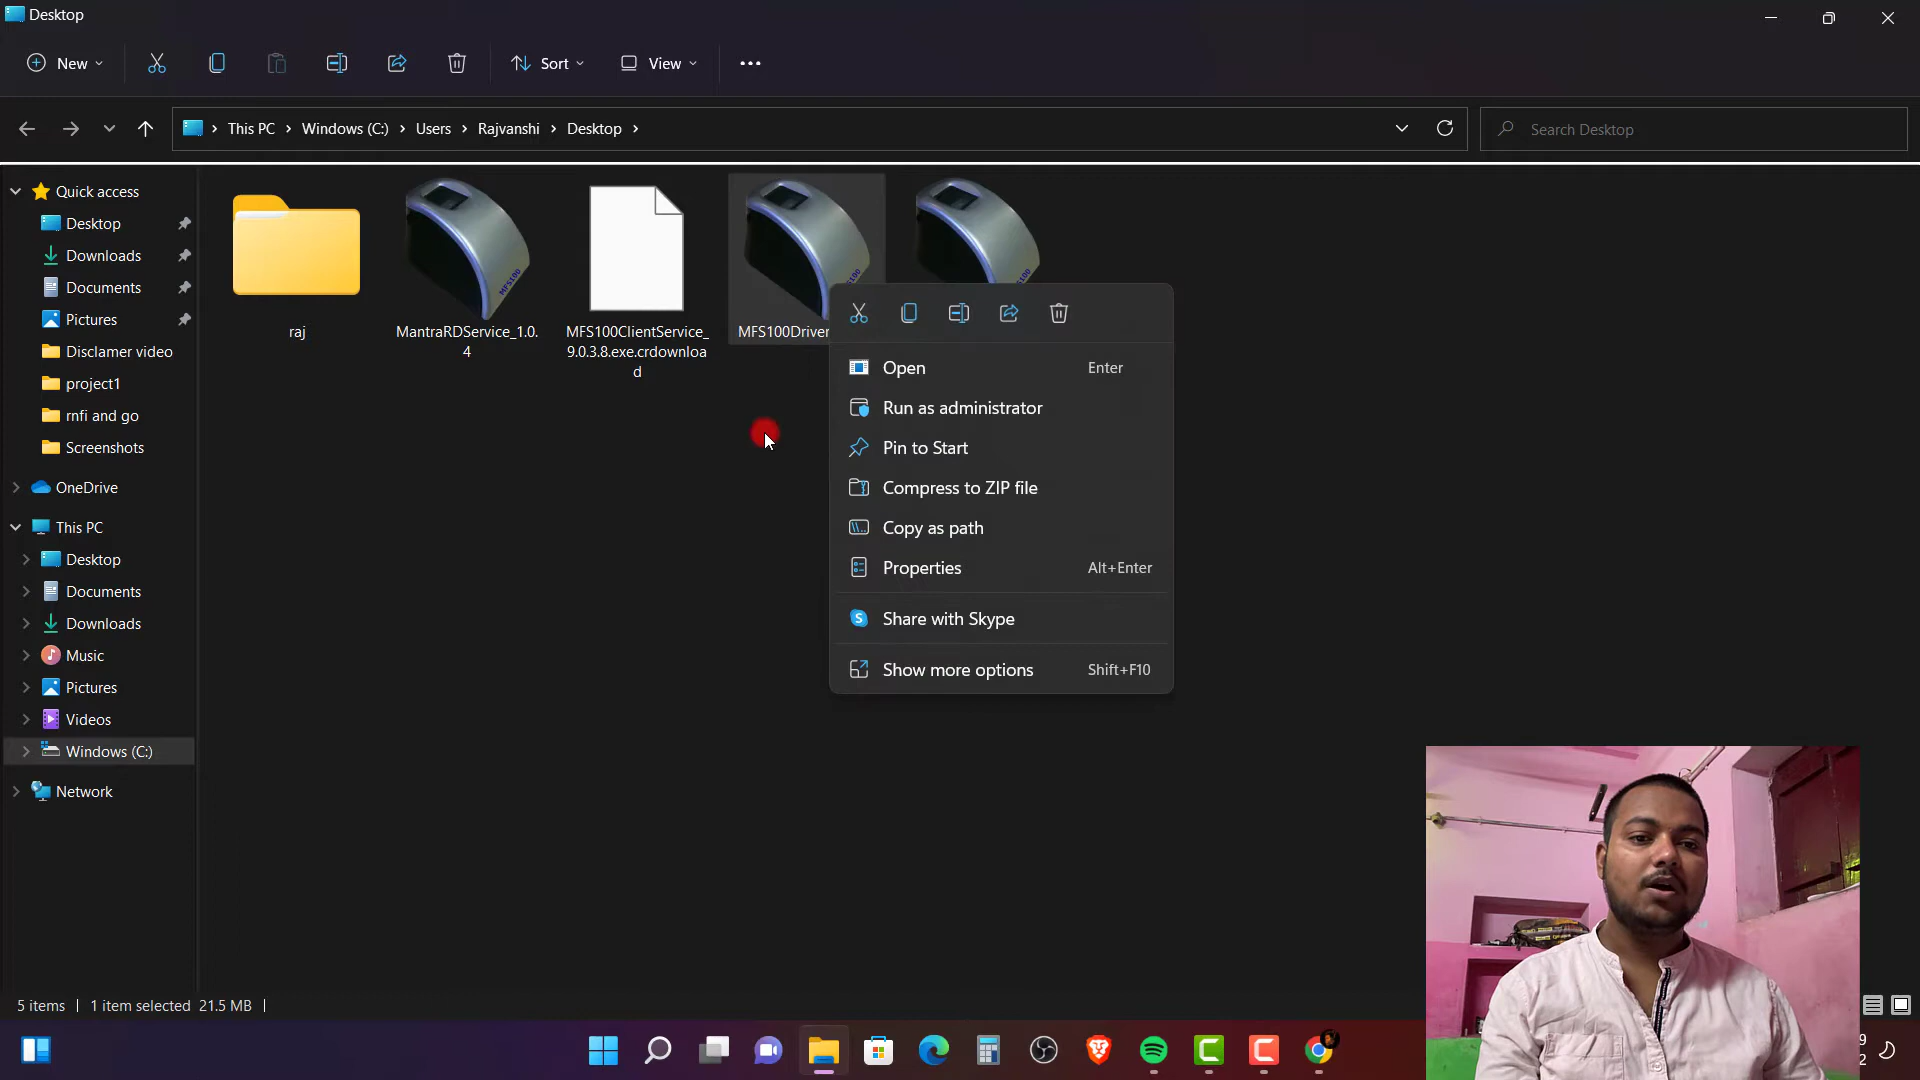 Desktop
New
Sort
View
This PC
Windows (C:)
Users
Rajvanshi
Desktop
Search Desktop
Quick access
Desktop
Downloads
Documents
Pictures
Disclamer video
project1
rnfi and go
Screenshots
OneDrive
This PC
Desktop
Documents
Downloads
Music
Pictures
Videos
Windows (C:)
Network
raj
MantraRDService_1.0.
4
MFS100ClientService_
9.0.3.8.exe.crdownloa
d
MFS100Driver
MFS100
Open Enter
Run as administrator
Pin to Start
Compress to ZIP file
Copy as path
Properties Alt+Enter
Share with Skype
Show more options Shift+F10
5 items
1 item selected 21.5 MB
9
2